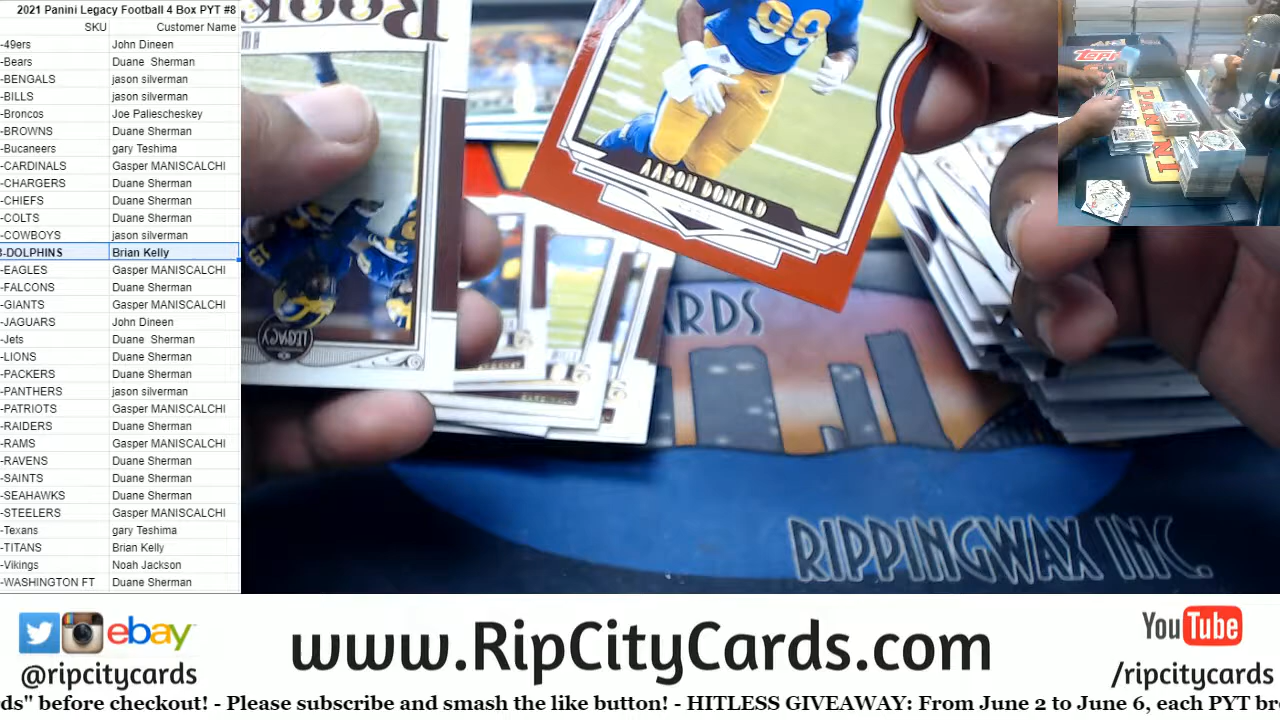 2021 Panini Legacy Football 4 Box PYT #8
SKU Customer Name
-49ers John Dineen
-Bears Duane Sherman
-BENGALS jason silverman
-BILLS jason silverman
-Broncos Joe Paliescheskey
-BROWNS Duane Sherman
-Bucaneers gary Teshima
-CARDINALS Gasper MANISCALCHI
-CHARGERS Duane Sherman
-CHIEFS Duane Sherman
-COLTS Duane Sherman
-COWBOYS jason silverman
-DOLPHINS Brian Kelly
-EAGLES Gasper MANISCALCHI
-FALCONS Duane Sherman
-GIANTS Gasper MANISCALCHI
-JAGUARS John Dineen
-Jets Duane Sherman
-LIONS Duane Sherman
-PACKERS Duane Sherman
-PANTHERS jason silverman
-PATRIOTS Gasper MANISCALCHI
-RAIDERS Duane Sherman
-RAMS Gasper MANISCALCHI
-RAVENS Duane Sherman
-SAINTS Duane Sherman
-SEAHAWKS Duane Sherman
-STEELERS Gasper MANISCALCHI
-Texans gary Teshima
-TITANS Brian Kelly
-Vikings Noah Jackson
-WASHINGTON FT Duane Sherman
99
AARON DONALD
LEGACY
ARDS
RIPPINGWAX INC.
PANINI
ebay
@ripcitycards
www.RipCityCards.com
YouTube
/ripcitycards
ds" before checkout! - Please subscribe and smash the like button! - HITLESS GIVEAWAY: From June 2 to June 6, each PYT br